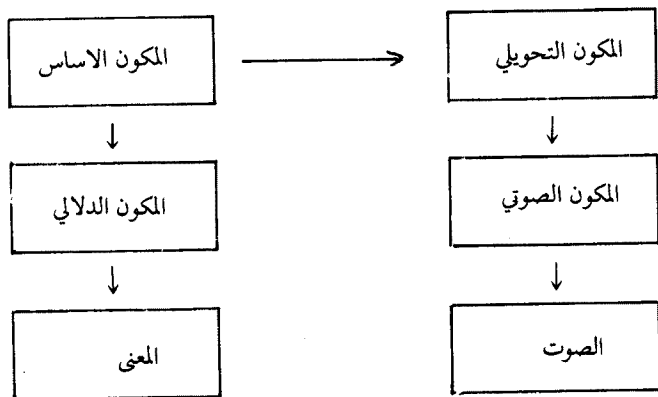 المكون الاساس
المكون التحويلي
المكون الدلالي
المكون الصوتي
المعنى
الصوت